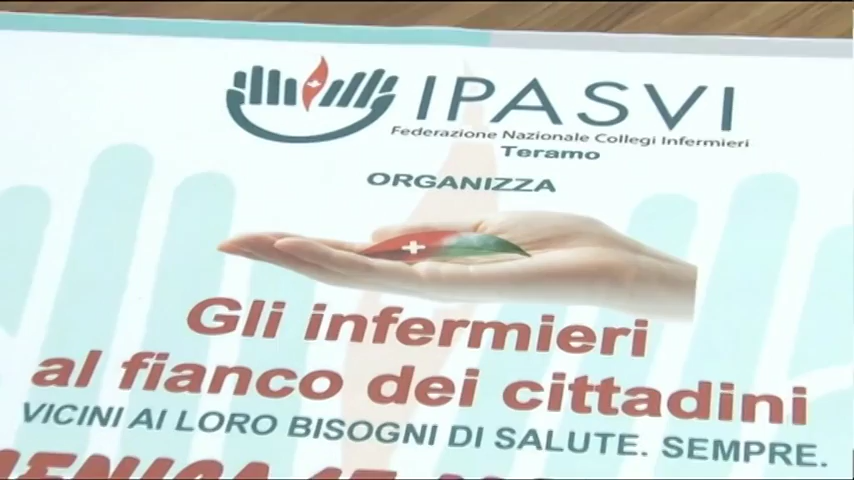 IPASVI
Federazione Nazionale Collegi Infermieri
Teramo
ORGANIZZA
Gli infermieri
al fianco dei cittadini
VICINI AI LORO BISOGNI DI SALUTE. SEMPRE.